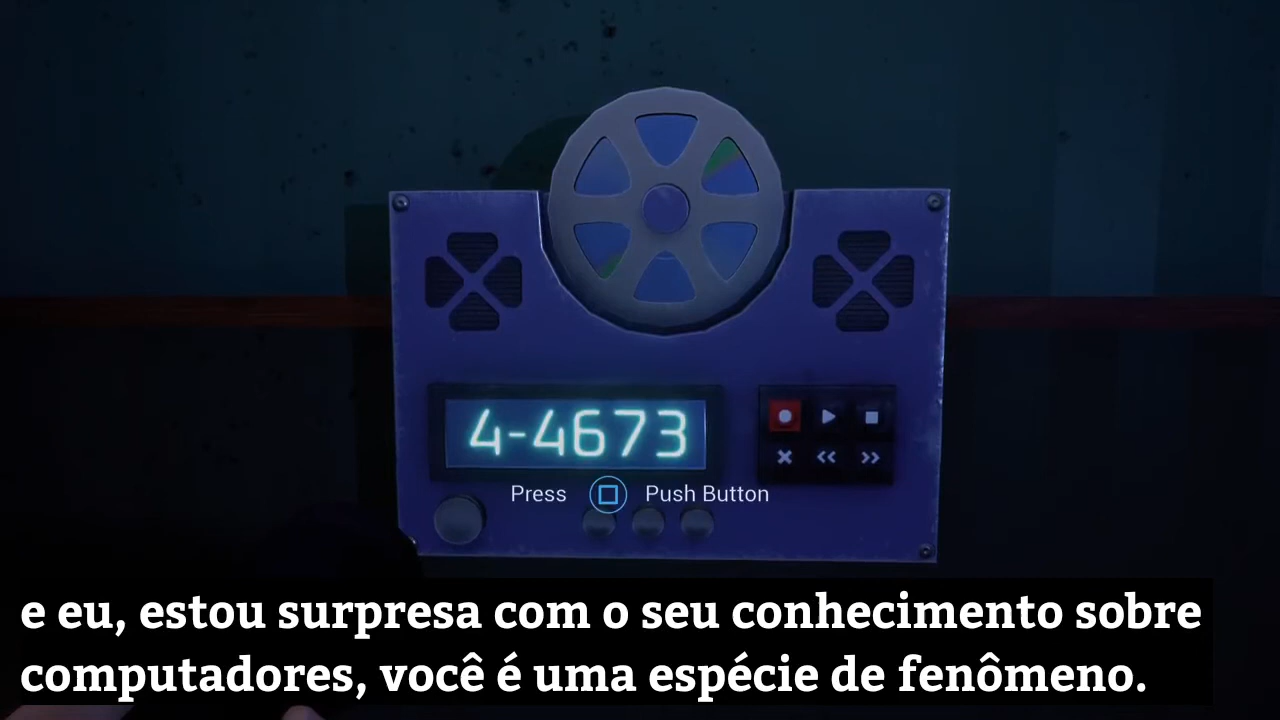 4-4673
Press Push Button
e eu, estou surpresa com o seu conhecimento sobre
computadores, você é uma espécie de fenômeno.